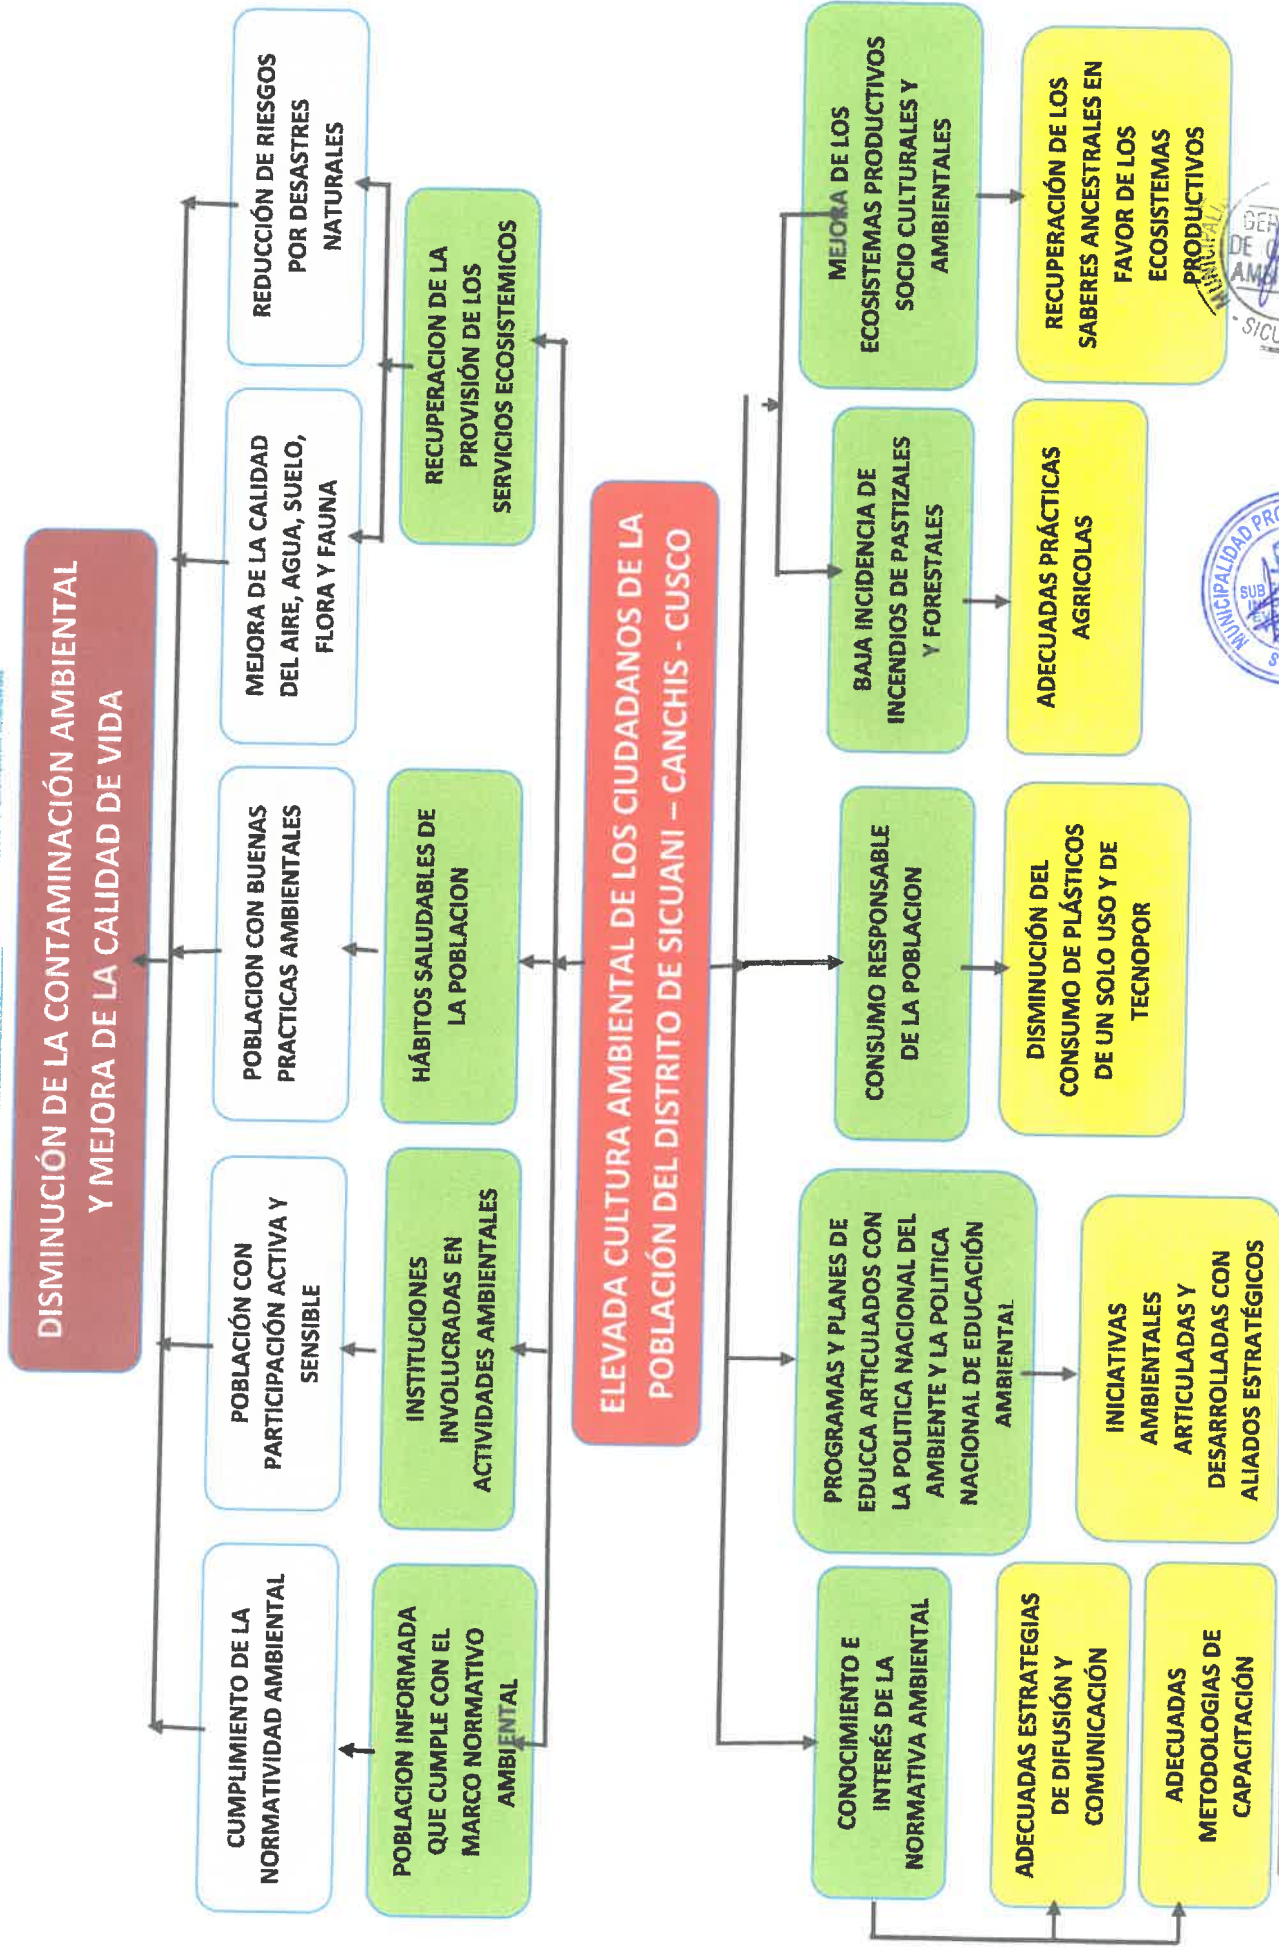 DISMINUCIÓN DE LA CONTAMINACIÓN AMBIENTAL
Y MEJORA DE LA CALIDAD DE VIDA
CUMPLIMIENTO DE LA
NORMATIVIDAD AMBIENTAL
POBLACIÓN CON
PARTICIPACIÓN ACTIVA Y
SENSIBLE
POBLACION CON BUENAS
PRACTICAS AMBIENTALES
MEJORA DE LA CALIDAD
DEL AIRE, AGUA, SUELO,
FLORA Y FAUNA
REDUCCIÓN DE RIESGOS
POR DESASTRES
NATURALES
POBLACION INFORMADA
QUE CUMPLE CON EL
MARCO NORMATIVO
AMBIENTAL
INSTITUCIONES
INVOLUCRADAS EN
ACTIVIDADES AMBIENTALES
HÁBITOS SALUDABLES DE
LA POBLACION
RECUPERACION DE LA
PROVISIÓN DE LOS
SERVICIOS ECOSISTEMICOS
ELEVADA CULTURA AMBIENTAL DE LOS CIUDADANOS DE LA
POBLACIÓN DEL DISTRITO DE SICUANI – CANCHIS - CUSCO
CONOCIMIENTO E
INTERÉS DE LA
NORMATIVA AMBIENTAL
PROGRAMAS Y PLANES DE
EDUCCA ARTICULADOS CON
LA POLITICA NACIONAL DEL
AMBIENTE Y LA POLITICA
NACIONAL DE EDUCACIÓN
AMBIENTAL
CONSUMO RESPONSABLE
DE LA POBLACION
BAJA INCIDENCIA DE
INCENDIOS DE PASTIZALES
Y FORESTALES
MEJORA DE LOS
ECOSISTEMAS PRODUCTIVOS
SOCIO CULTURALES Y
AMBIENTALES
ADECUADAS ESTRATEGIAS
DE DIFUSIÓN Y
COMUNICACIÓN
ADECUADAS
METODOLOGIAS DE
CAPACITACIÓN
INICIATIVAS
AMBIENTALES
ARTICULADAS Y
DESARROLLADAS CON
ALIADOS ESTRATÉGICOS
DISMINUCIÓN DEL
CONSUMO DE PLÁSTICOS
DE UN SOLO USO Y DE
TECNOPOR
ADECUADAS PRÁCTICAS
AGRICOLAS
RECUPERACIÓN DE LOS
SABERES ANCESTRALES EN
FAVOR DE LOS
ECOSISTEMAS
PRODUCTIVOS
MUNICIPALIDAD
SUB